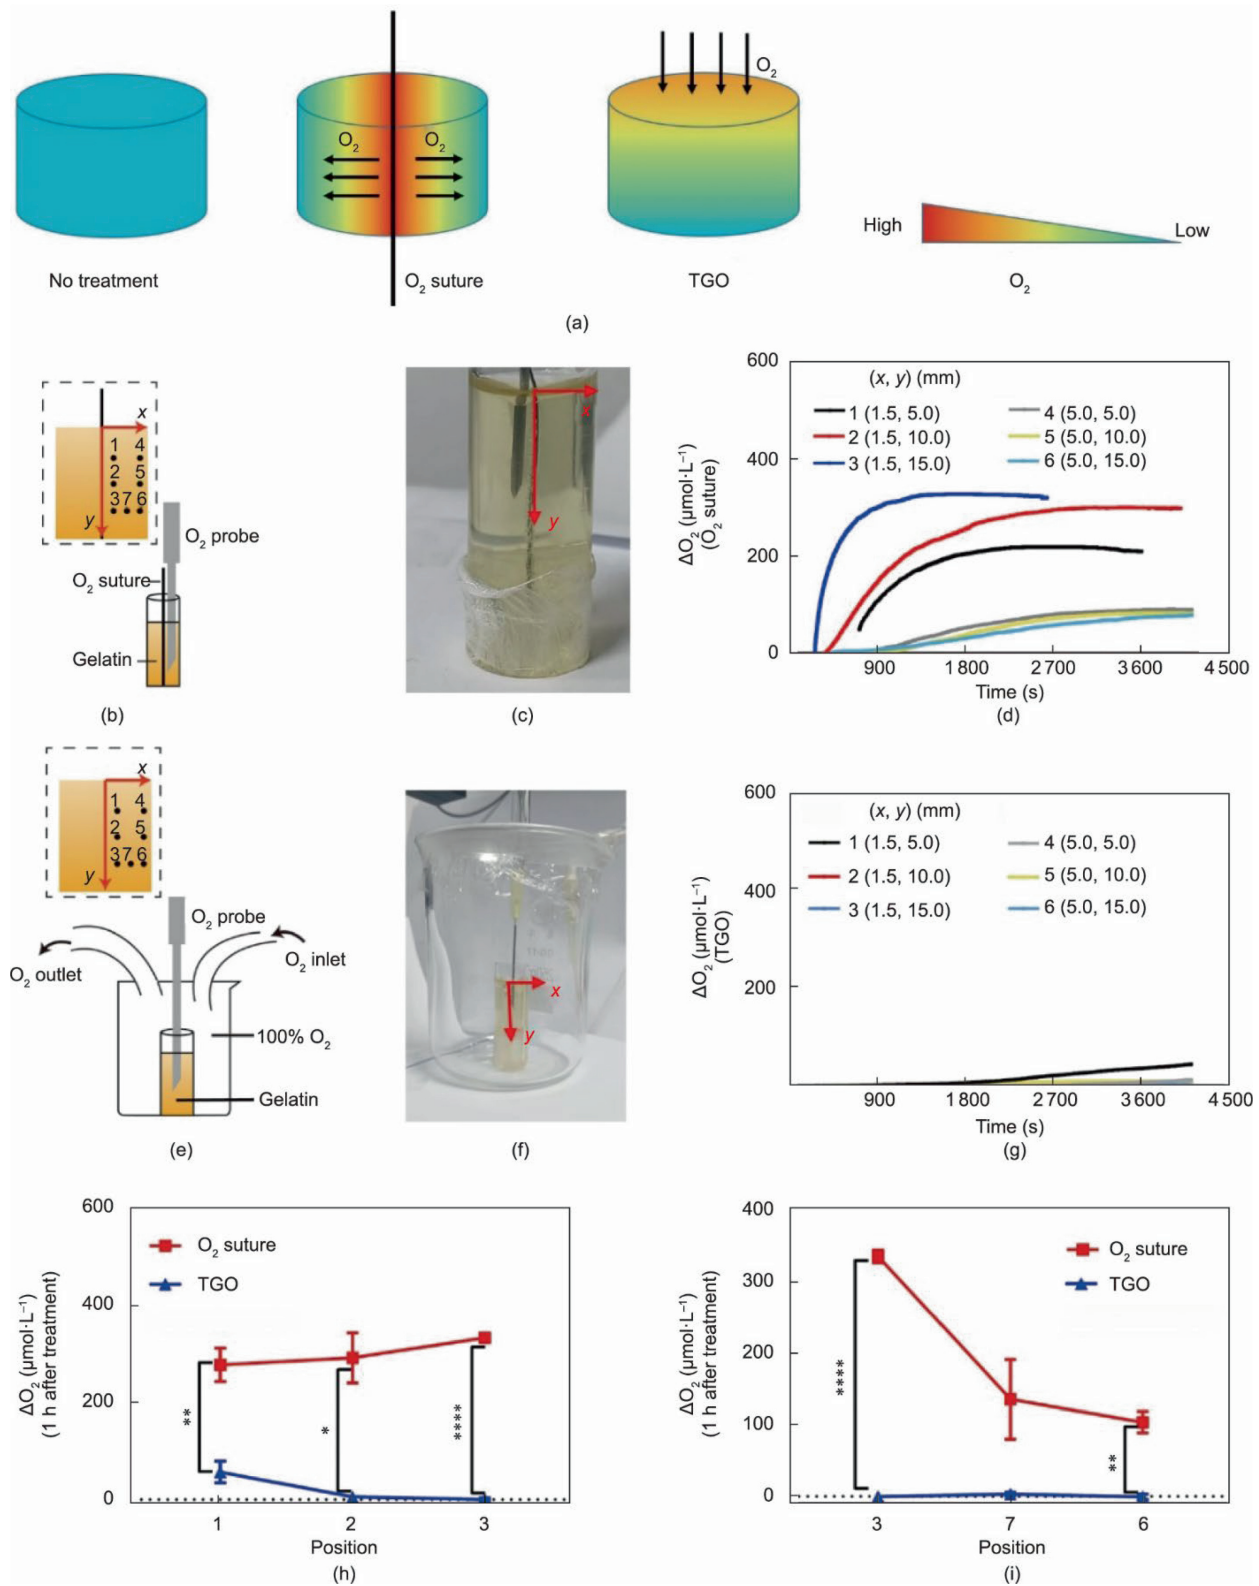 O₂
O₂ O₂
High
Low
No treatment
O₂ suture
TGO
O₂
(a)
x
1 4
2 5
3 7 6
y
O₂ probe
O₂ suture
Gelatin
(b)
x
y
(c)
600
(x, y) (mm)
1 (1.5, 5.0) 4 (5.0, 5.0)
2 (1.5, 10.0) 5 (5.0, 10.0)
3 (1.5, 15.0) 6 (5.0, 15.0)
400
200
0
900 1 800 2 700 3 600 4 500
ΔO₂ (μmol·L⁻¹)
(O₂ suture)
Time (s)
(d)
x
1 4
2 5
3 7 6
y
O₂ probe
O₂ outlet
O₂ inlet
100% O₂
Gelatin
(e)
x
y
(f)
600
(x, y) (mm)
1 (1.5, 5.0) 4 (5.0, 5.0)
2 (1.5, 10.0) 5 (5.0, 10.0)
3 (1.5, 15.0) 6 (5.0, 15.0)
400
200
900 1 800 2 700 3 600 4 500
ΔO₂ (μmol·L⁻¹)
(TGO)
Time (s)
(g)
600
O₂ suture
TGO
400
200
0
**
*
****
1 2 3
ΔO₂ (μmol·L⁻¹)
(1 h after treatment)
Position
(h)
400
O₂ suture
TGO
300
200
100
0
****
**
3 7 6
ΔO₂ (μmol·L⁻¹)
(1 h after treatment)
Position
(i)